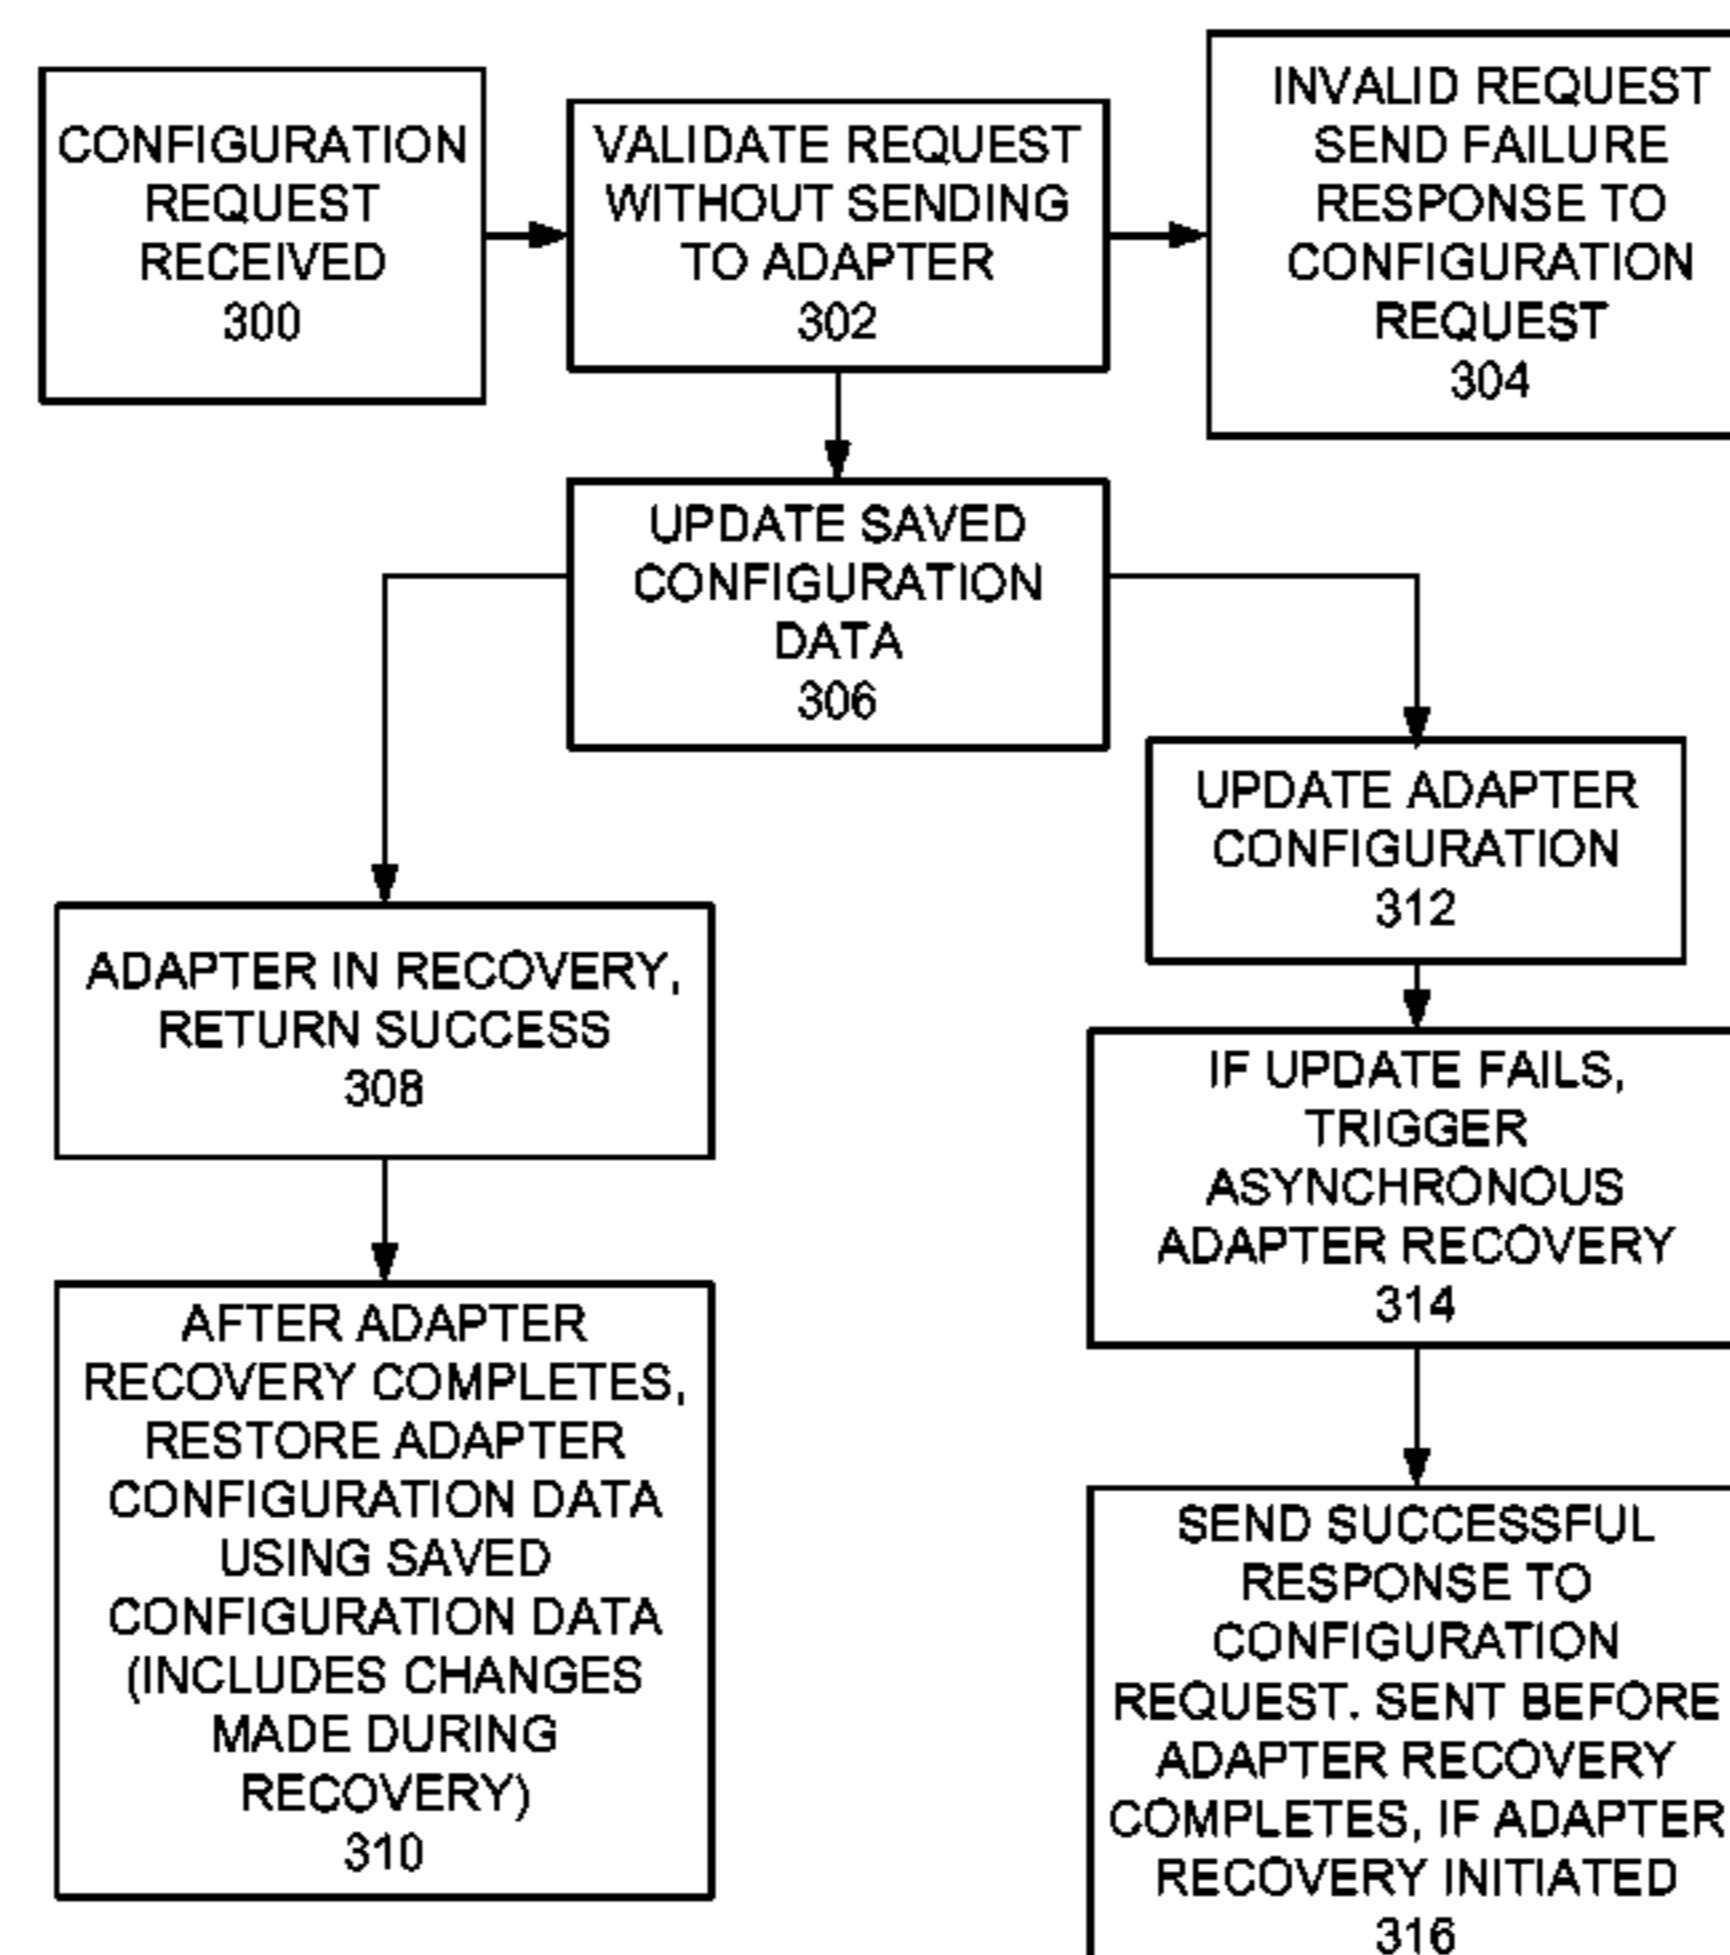 CONFIGURATION
REQUEST
RECEIVED
300
VALIDATE REQUEST
WITHOUT SENDING
TO ADAPTER
302
INVALID REQUEST
SEND FAILURE
RESPONSE TO
CONFIGURATION
REQUEST
304
UPDATE SAVED
CONFIGURATION
DATA
306
ADAPTER IN RECOVERY,
RETURN SUCCESS
308
AFTER ADAPTER
RECOVERY COMPLETES,
RESTORE ADAPTER
CONFIGURATION DATA
USING SAVED
CONFIGURATION DATA
(INCLUDES CHANGES
MADE DURING
RECOVERY)
310
UPDATE ADAPTER
CONFIGURATION
312
IF UPDATE FAILS,
TRIGGER
ASYNCHRONOUS
ADAPTER RECOVERY
314
SEND SUCCESSFUL
RESPONSE TO
CONFIGURATION
REQUEST. SENT BEFORE
ADAPTER RECOVERY
COMPLETES, IF ADAPTER
RECOVERY INITIATED
316